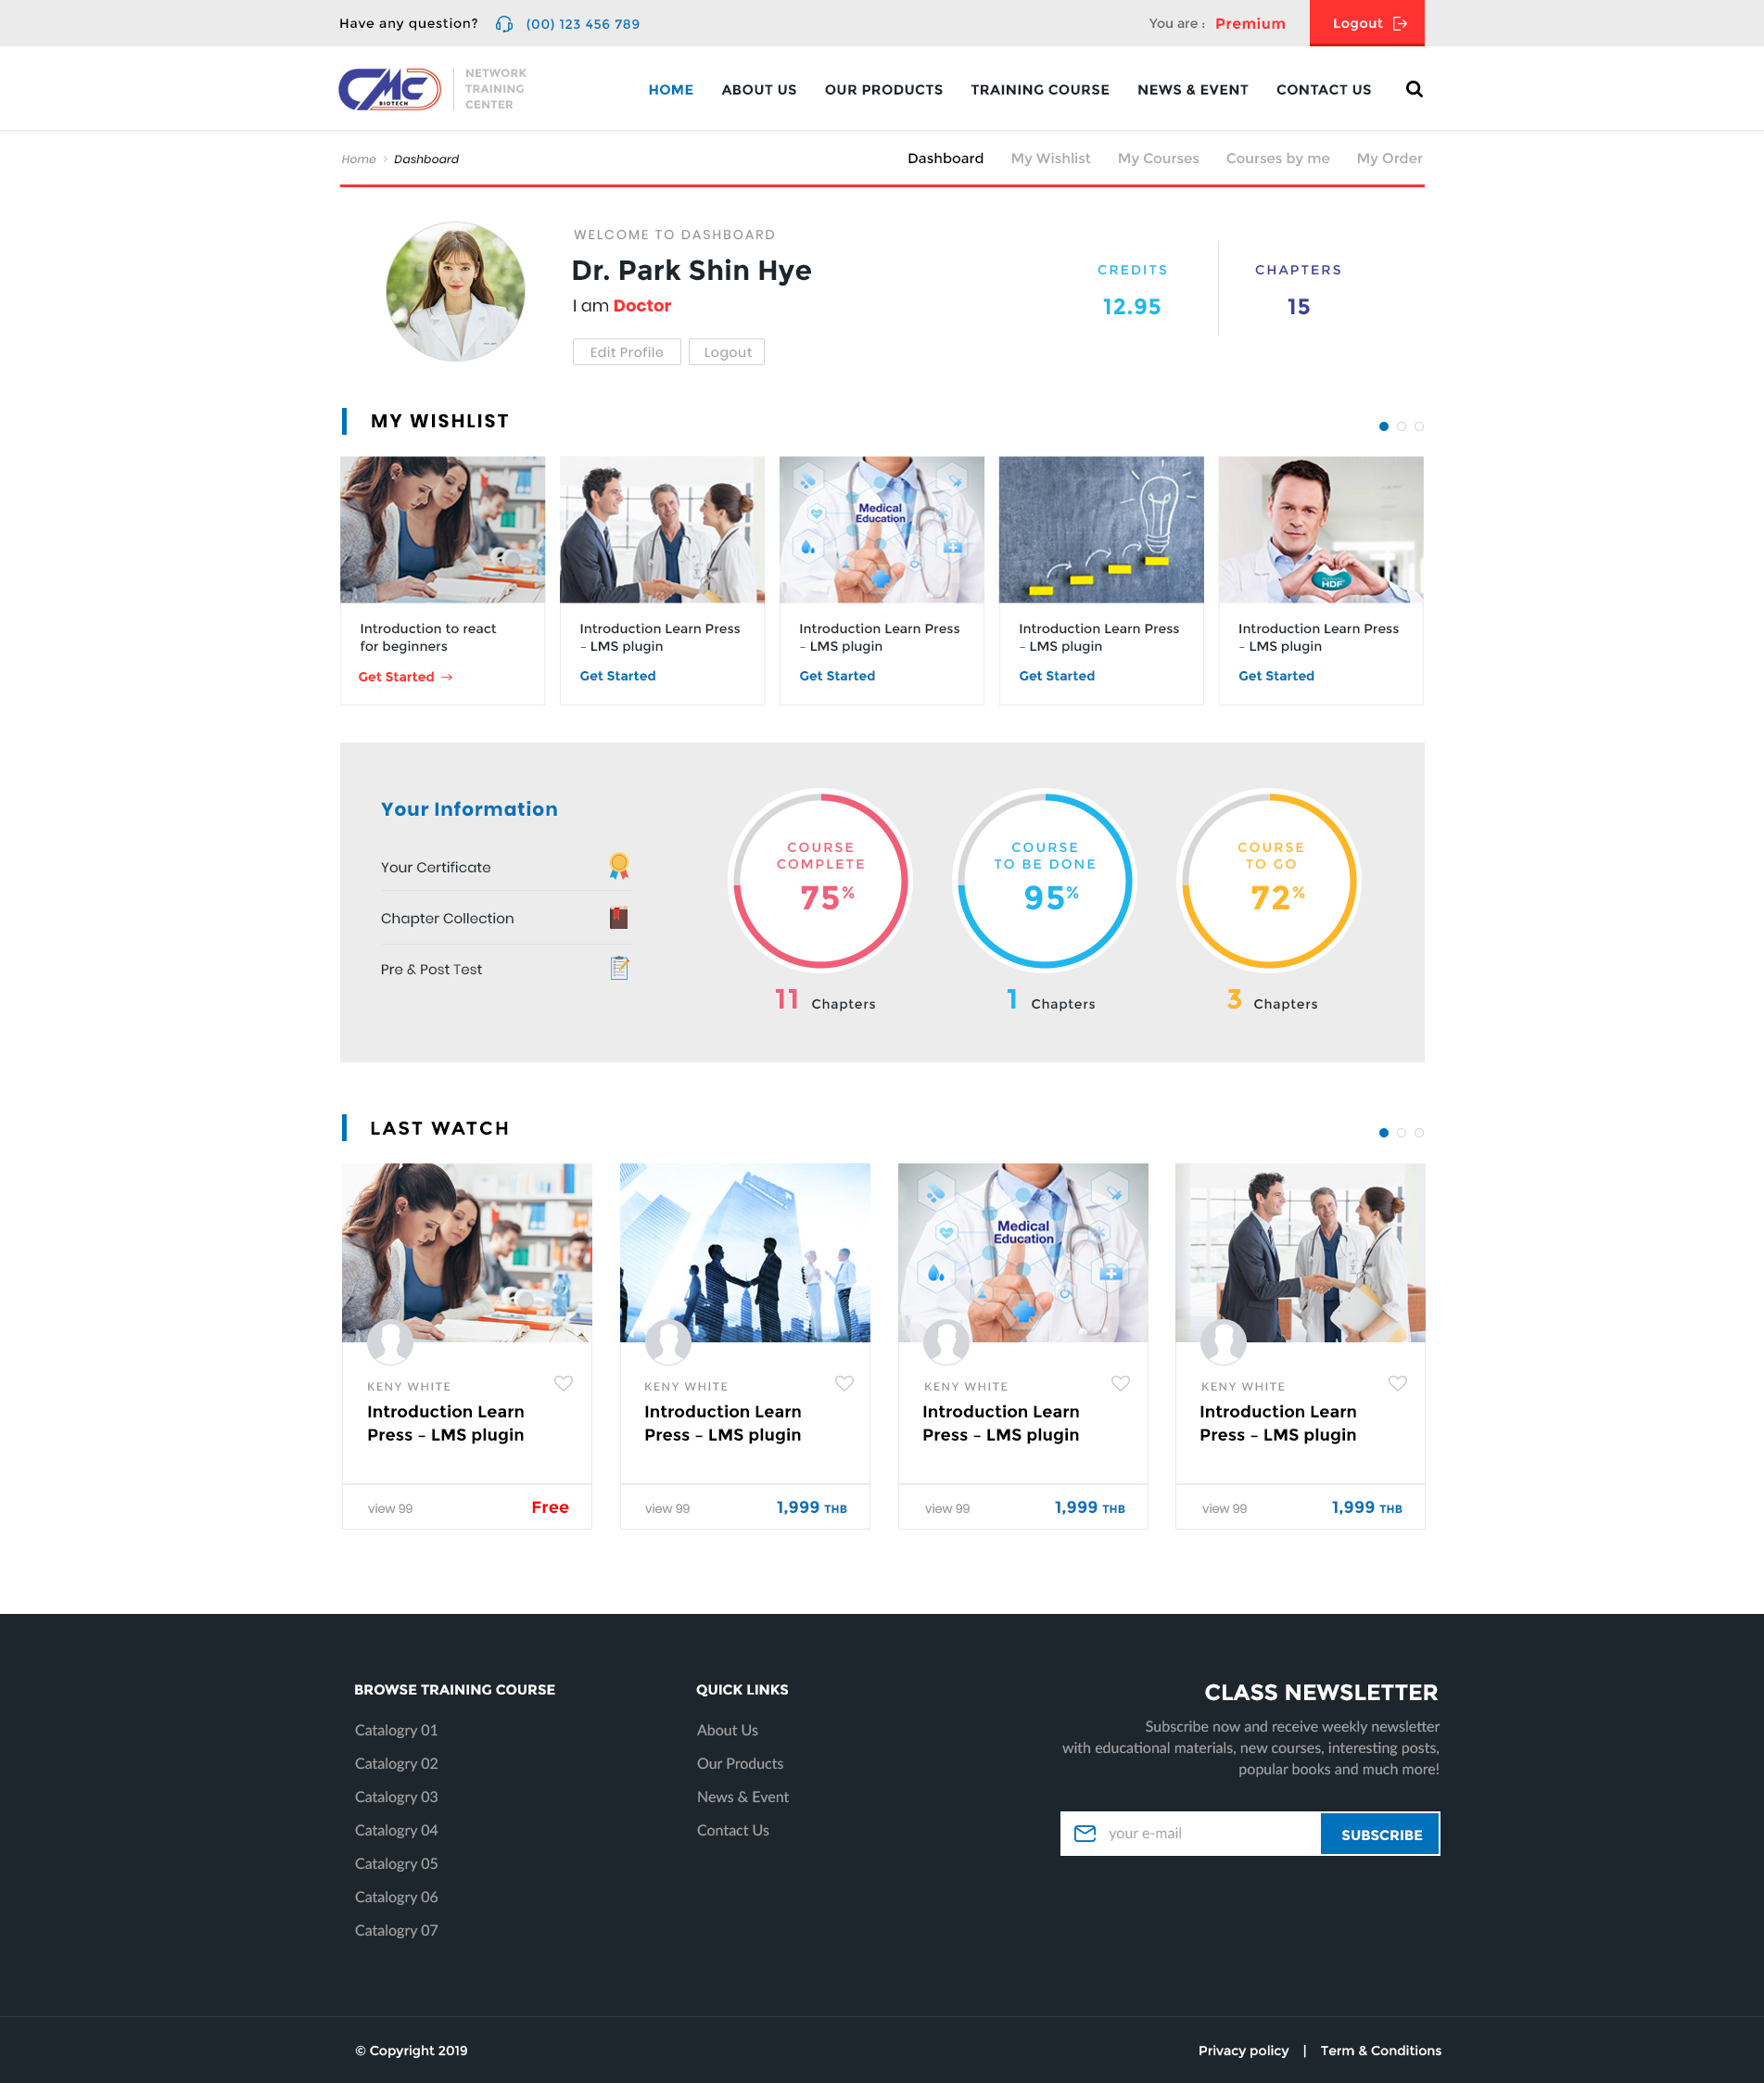 Have any question? (00) 123 456 789 You are : Premium Logout
CMC BIOTECH
NETWORK
TRAINING
CENTER
HOME ABOUT US OUR PRODUCTS TRAINING COURSE NEWS & EVENT CONTACT US
Home › Dashboard Dashboard My Wishlist My Courses Courses by me My Order
WELCOME TO DASHBOARD
Dr. Park Shin Hye
I am Doctor
Edit Profile Logout
CREDITS CHAPTERS
12.95 15
MY WISHLIST
Medical
Education
HDF
Introduction to react
for beginners
Get Started →
Introduction Learn Press
– LMS plugin
Get Started
Introduction Learn Press
– LMS plugin
Get Started
Introduction Learn Press
– LMS plugin
Get Started
Introduction Learn Press
– LMS plugin
Get Started
Your Information
Your Certificate
Chapter Collection
Pre & Post Test
COURSE
COMPLETE
75%
11 Chapters
COURSE
TO BE DONE
95%
1 Chapters
COURSE
TO GO
72%
3 Chapters
LAST WATCH
Medical
Education
KENY WHITE
Introduction Learn
Press – LMS plugin
view 99 Free
KENY WHITE
Introduction Learn
Press – LMS plugin
view 99 1,999 THB
KENY WHITE
Introduction Learn
Press – LMS plugin
view 99 1,999 THB
KENY WHITE
Introduction Learn
Press – LMS plugin
view 99 1,999 THB
BROWSE TRAINING COURSE
Catalogry 01
Catalogry 02
Catalogry 03
Catalogry 04
Catalogry 05
Catalogry 06
Catalogry 07
QUICK LINKS
About Us
Our Products
News & Event
Contact Us
CLASS NEWSLETTER
Subscribe now and receive weekly newsletter
with educational materials, new courses, interesting posts,
popular books and much more!
your e-mail SUBSCRIBE
© Copyright 2019 Privacy policy | Term & Conditions